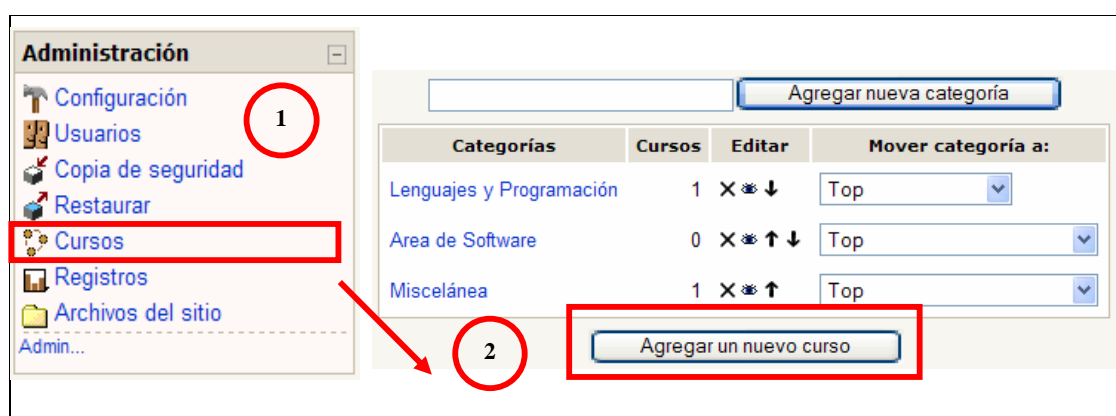 Administración
Configuración
1
Usuarios
Copia de seguridad
Restaurar
Cursos
Registros
Archivos del sitio
Admin...
Agregar nueva categoría
Categorías Cursos Editar Mover categoría a:
Lenguajes y Programación 1 Top
Area de Software 0 Top
Miscelánea 1 Top
2
Agregar un nuevo curso